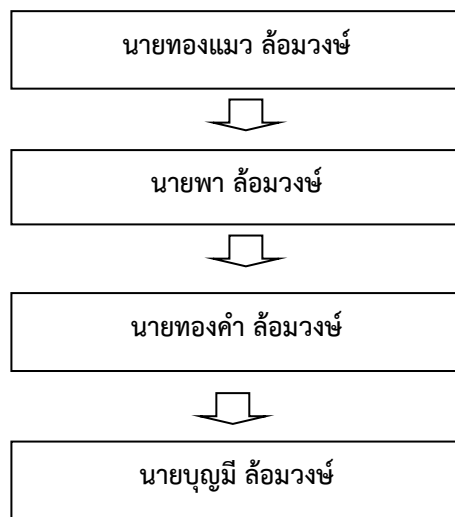 นายทองแมว ล้อมวงษ์
นายพา ล้อมวงษ์
นายทองคำ ล้อมวงษ์
นายบุญมี ล้อมวงษ์